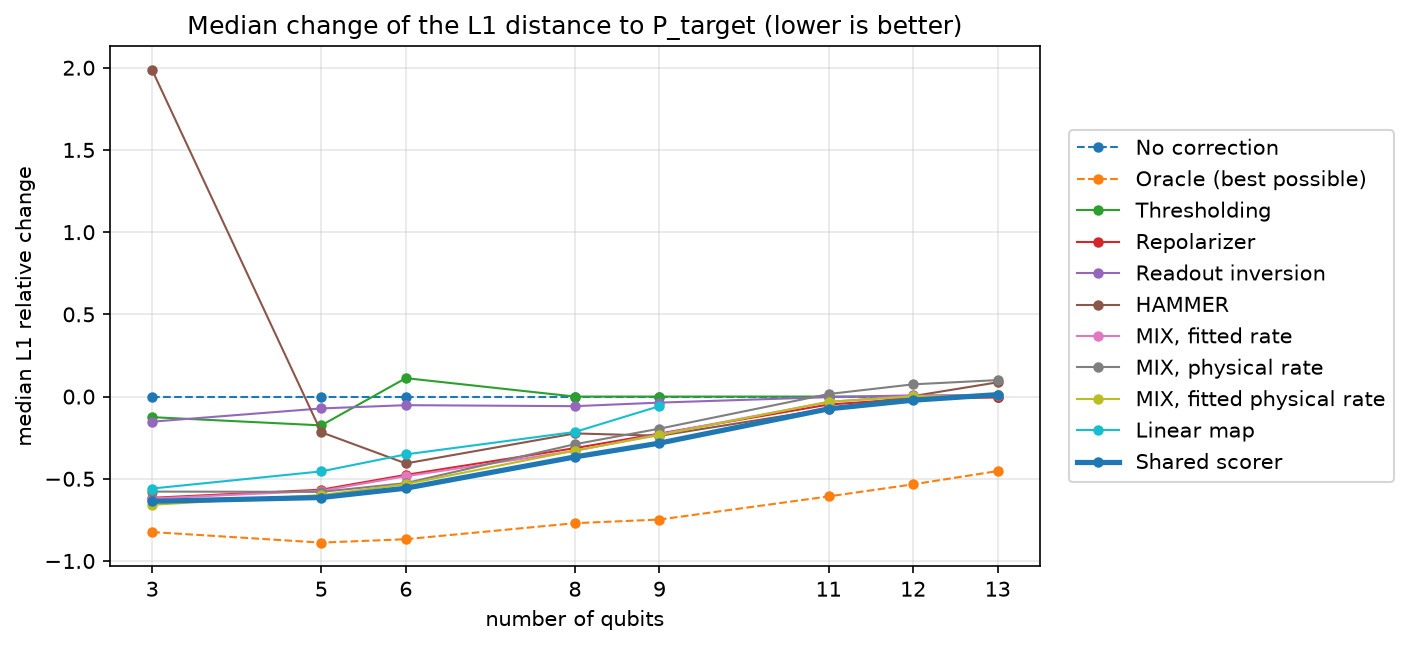 Median change of the L1 distance to P_target (lower is better)
median L1 relative change
2.0
1.5
1.0
0.5
0.0
−0.5
−1.0
3 5 6 8 9 11 12 13
number of qubits
No correction
Oracle (best possible)
Thresholding
Repolarizer
Readout inversion
HAMMER
MIX, fitted rate
MIX, physical rate
MIX, fitted physical rate
Linear map
Shared scorer